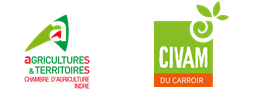 aGRICULTURES
& TERRITOIRES
CHAMBRE D'AGRICULTURE
INDRE
CIVAM
DU CARROIR